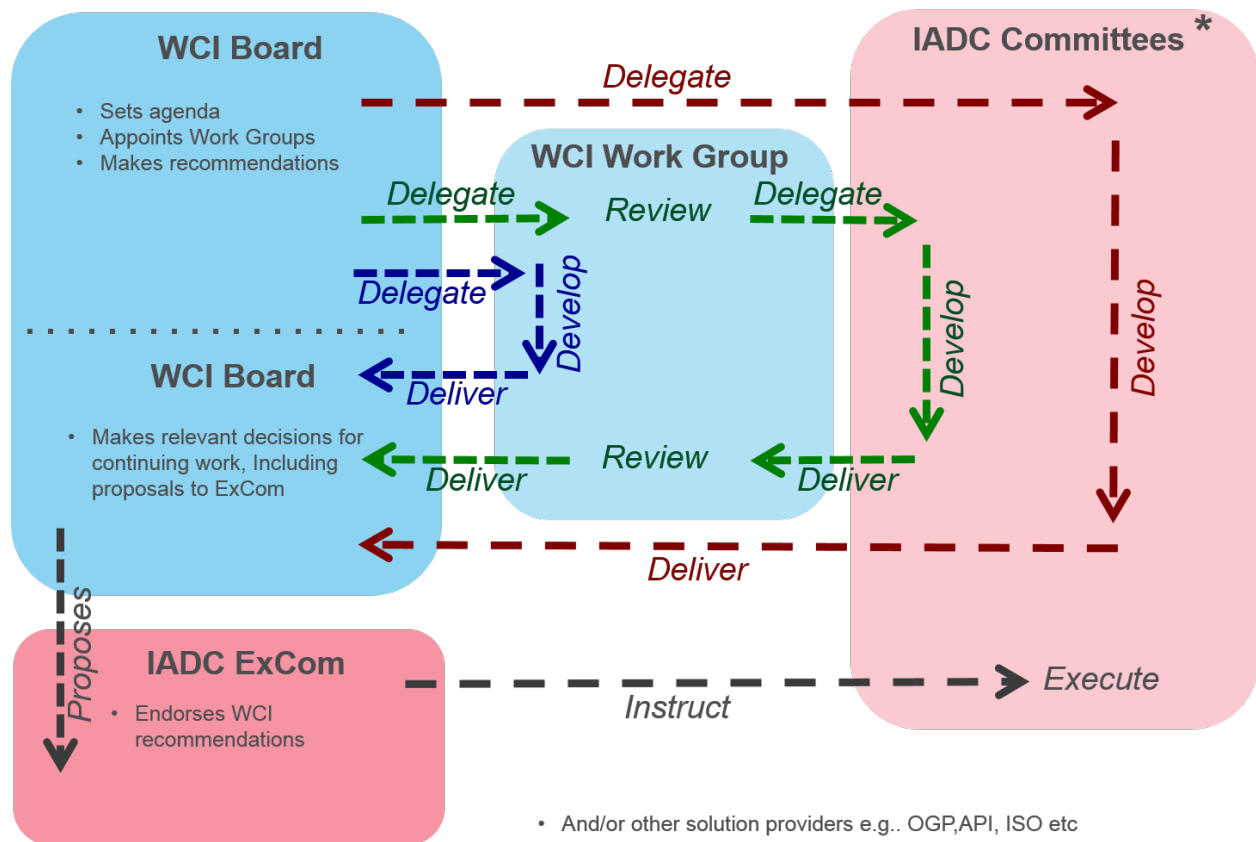 WCI Board
• Sets agenda
• Appoints Work Groups
• Makes recommendations
IADC Committees *
Delegate
WCI Work Group
Delegate
Review
Delegate
Delegate
Develop
Deliver
Develop
Develop
WCI Board
• Makes relevant decisions for
continuing work, Including
proposals to ExCom
Deliver
Review
Deliver
Deliver
Proposes
IADC ExCom
• Endorses WCI
recommendations
Instruct
Execute
• And/or other solution providers e.g.. OGP,API, ISO etc